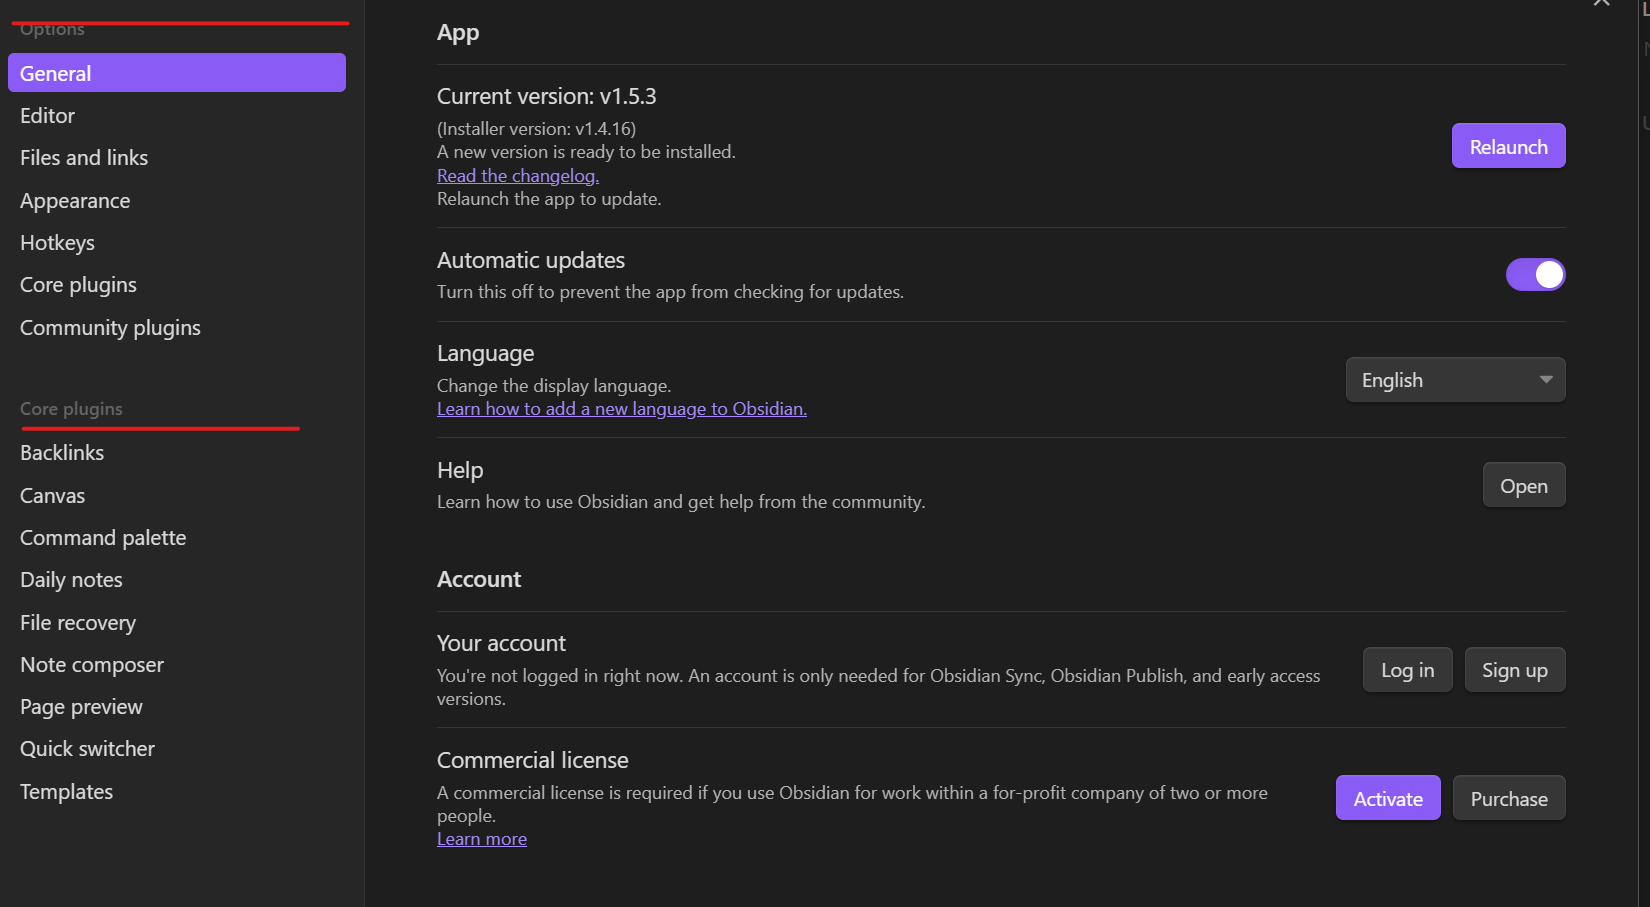 Options
General
Editor
Files and links
Appearance
Hotkeys
Core plugins
Community plugins
Core plugins
Backlinks
Canvas
Command palette
Daily notes
File recovery
Note composer
Page preview
Quick switcher
Templates
App
Current version: v1.5.3
(Installer version: v1.4.16)
A new version is ready to be installed.
Read the changelog.
Relaunch the app to update.
Relaunch
Automatic updates
Turn this off to prevent the app from checking for updates.
Language
Change the display language.
Learn how to add a new language to Obsidian.
English
Help
Learn how to use Obsidian and get help from the community.
Open
Account
Your account
You're not logged in right now. An account is only needed for Obsidian Sync, Obsidian Publish, and early access
versions.
Log in
Sign up
Commercial license
A commercial license is required if you use Obsidian for work within a for-profit company of two or more
people.
Learn more
Activate
Purchase